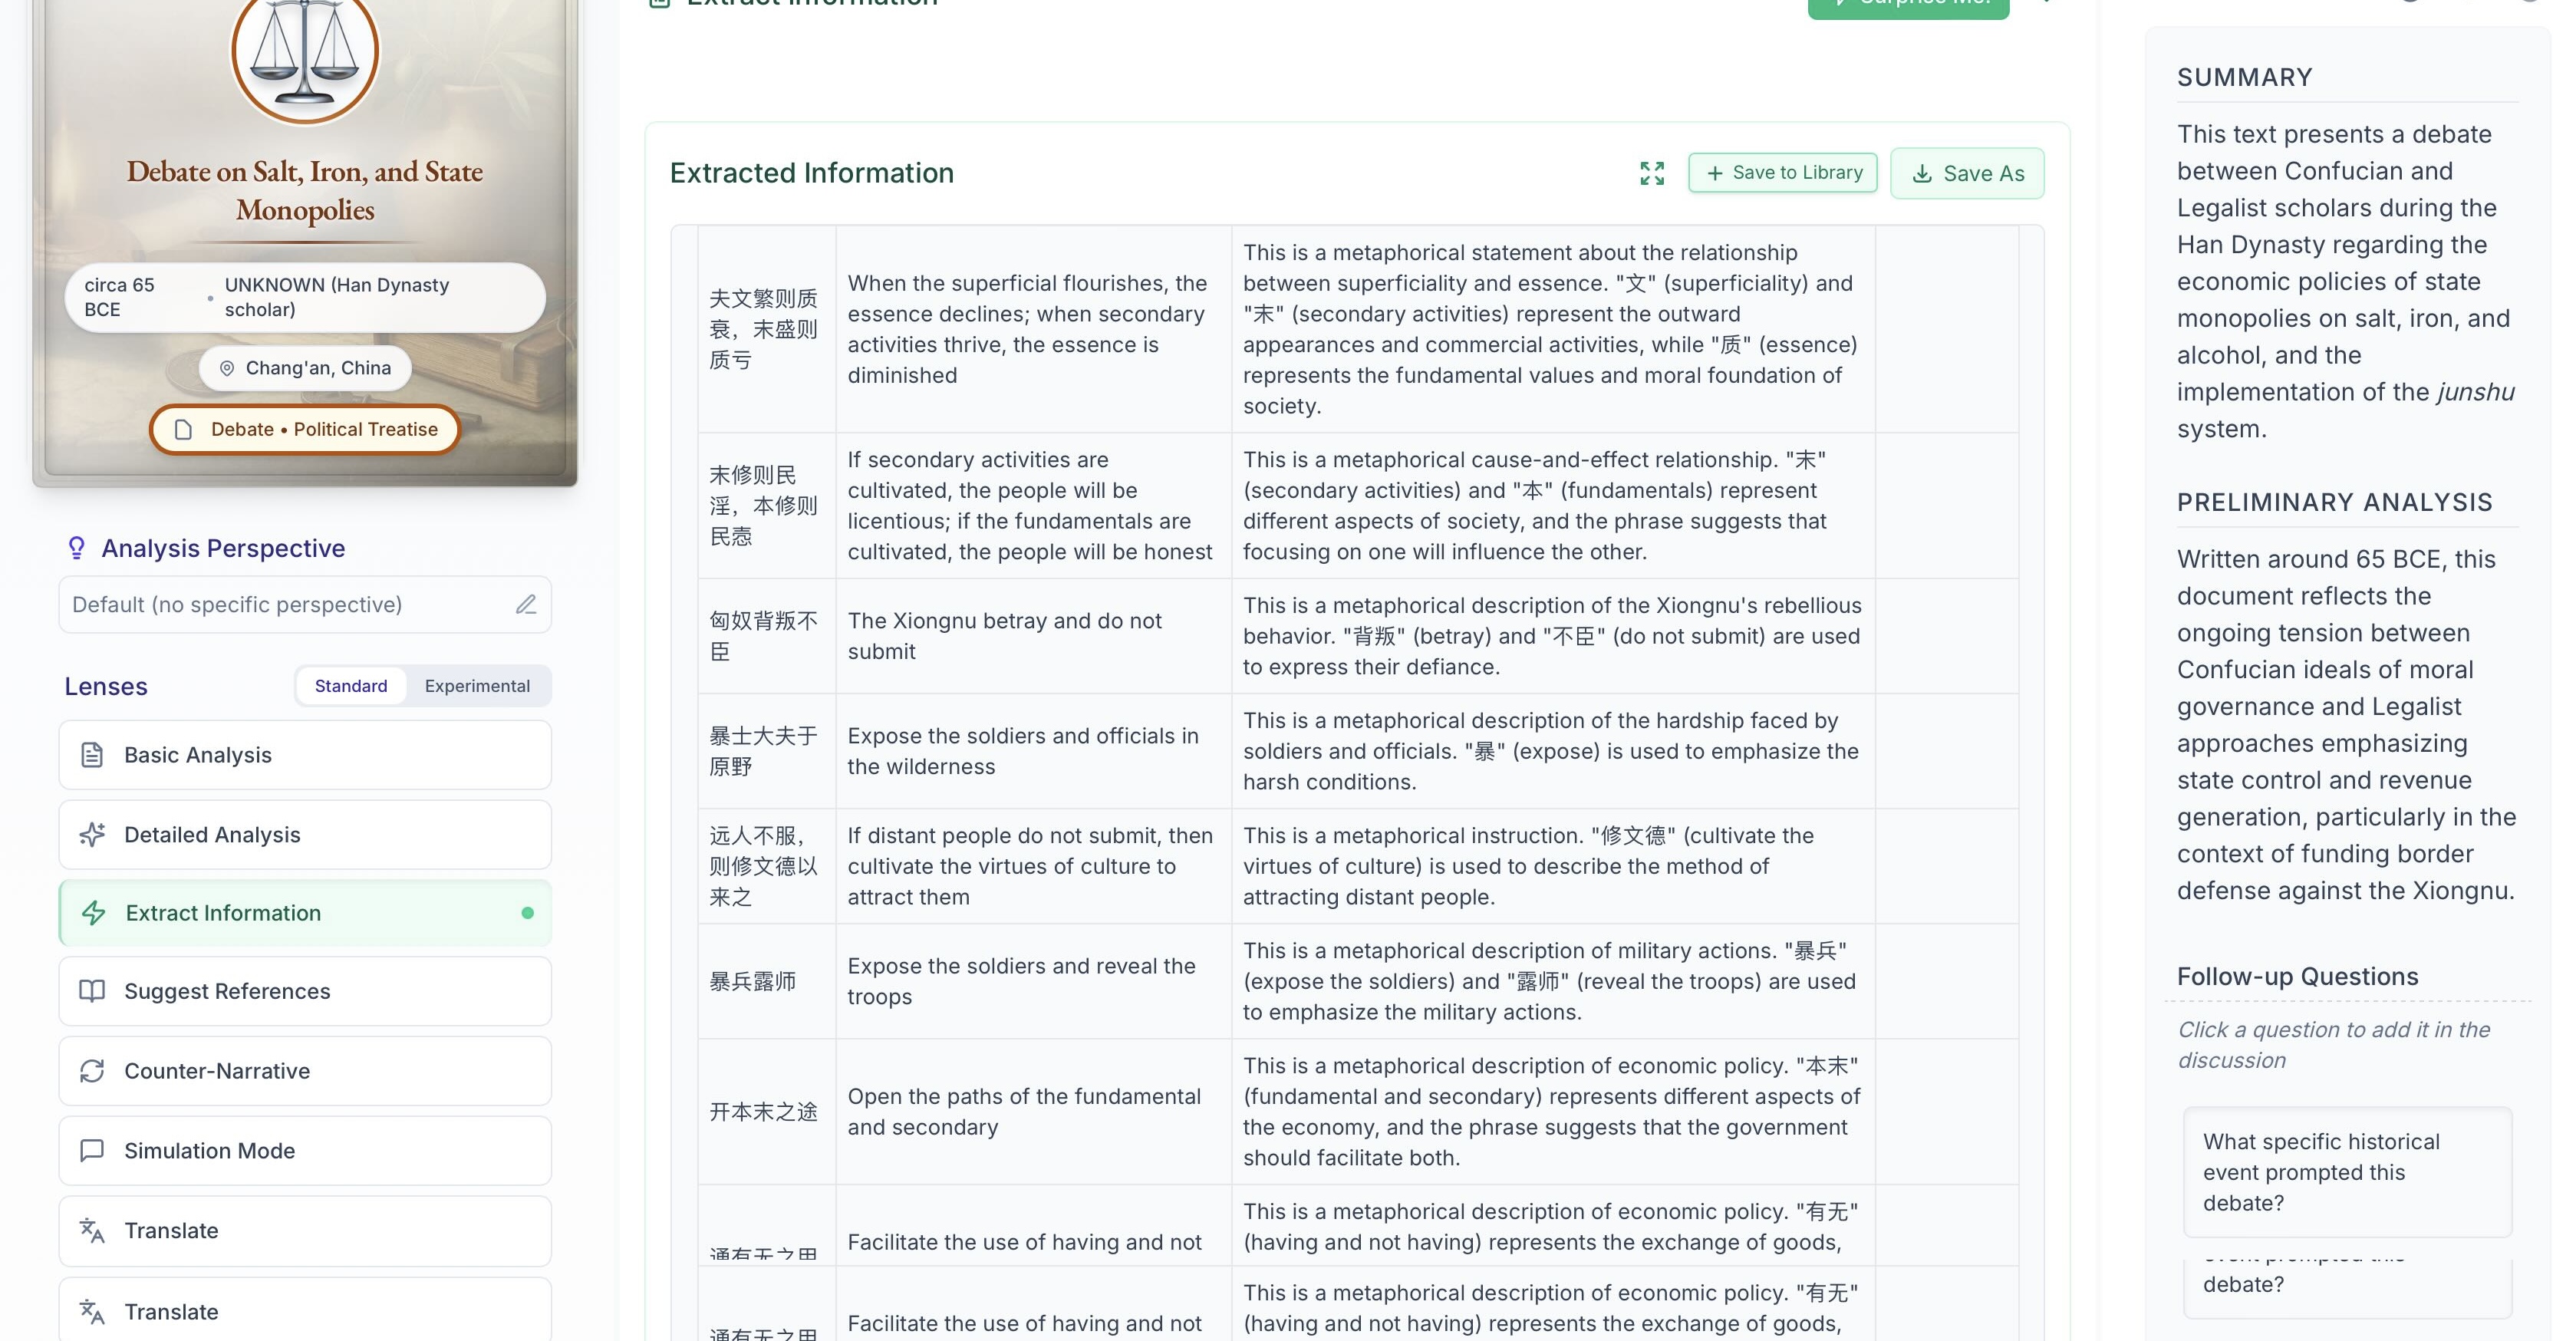 Extract Information
Surprise Me!
Debate on Salt, Iron, and State
Monopolies
circa 65
BCE
•
UNKNOWN (Han Dynasty
scholar)
Chang'an, China
Debate • Political Treatise
Analysis Perspective
Default (no specific perspective)
Lenses
Standard
Experimental
Basic Analysis
Detailed Analysis
Extract Information
Suggest References
Counter-Narrative
Simulation Mode
Translate
Translate
Extracted Information
+ Save to Library
Save As
夫文繁则质
衰，末盛则
质亏
When the superficial flourishes, the
essence declines; when secondary
activities thrive, the essence is
diminished
This is a metaphorical statement about the relationship
between superficiality and essence. "文" (superficiality) and
"末" (secondary activities) represent the outward
appearances and commercial activities, while "质" (essence)
represents the fundamental values and moral foundation of
society.
末修则民
淫，本修则
民悫
If secondary activities are
cultivated, the people will be
licentious; if the fundamentals are
cultivated, the people will be honest
This is a metaphorical cause-and-effect relationship. "末"
(secondary activities) and "本" (fundamentals) represent
different aspects of society, and the phrase suggests that
focusing on one will influence the other.
匈奴背叛不
臣
The Xiongnu betray and do not
submit
This is a metaphorical description of the Xiongnu's rebellious
behavior. "背叛" (betray) and "不臣" (do not submit) are used
to express their defiance.
暴士大夫于
原野
Expose the soldiers and officials in
the wilderness
This is a metaphorical description of the hardship faced by
soldiers and officials. "暴" (expose) is used to emphasize the
harsh conditions.
远人不服，
则修文德以
来之
If distant people do not submit, then
cultivate the virtues of culture to
attract them
This is a metaphorical instruction. "修文德" (cultivate the
virtues of culture) is used to describe the method of
attracting distant people.
暴兵露师
Expose the soldiers and reveal the
troops
This is a metaphorical description of military actions. "暴兵"
(expose the soldiers) and "露师" (reveal the troops) are used
to emphasize the military actions.
开本末之途
Open the paths of the fundamental
and secondary
This is a metaphorical description of economic policy. "本末"
(fundamental and secondary) represents different aspects of
the economy, and the phrase suggests that the government
should facilitate both.
通有无之用
Facilitate the use of having and not
This is a metaphorical description of economic policy. "有无"
(having and not having) represents the exchange of goods,
通有无之用
Facilitate the use of having and not
This is a metaphorical description of economic policy. "有无"
(having and not having) represents the exchange of goods,
SUMMARY
This text presents a debate
between Confucian and
Legalist scholars during the
Han Dynasty regarding the
economic policies of state
monopolies on salt, iron, and
alcohol, and the
implementation of the junshu
system.
PRELIMINARY ANALYSIS
Written around 65 BCE, this
document reflects the
ongoing tension between
Confucian ideals of moral
governance and Legalist
approaches emphasizing
state control and revenue
generation, particularly in the
context of funding border
defense against the Xiongnu.
Follow-up Questions
Click a question to add it in the
discussion
What specific historical
event prompted this
debate?
event prompted this
debate?